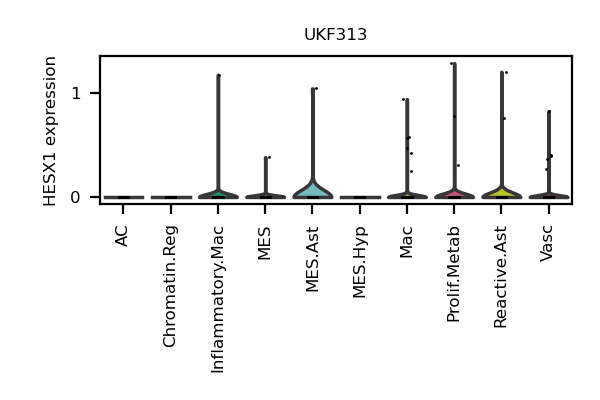 UKF313
HESX1 expression
1
0
AC
Chromatin.Reg
Inflammatory.Mac
MES
MES.Ast
MES.Hyp
Mac
Prolif.Metab
Reactive.Ast
Vasc